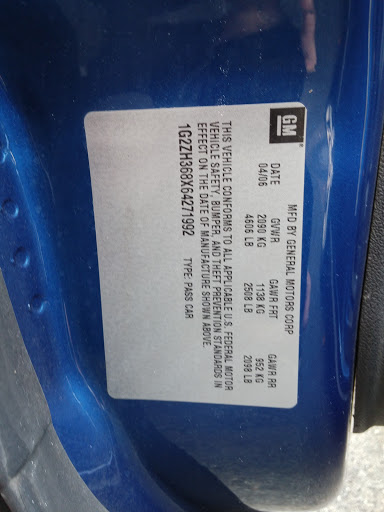 GM
MFD BY GENERAL MOTORS CORP
DATE GVWR GAWR FRT GAWR RR
04/06 2090 KG 1138 KG 952 KG
4606 LB 2508 LB 2098 LB
THIS VEHICLE CONFORMS TO ALL APPLICABLE U.S. FEDERAL MOTOR
VEHICLE SAFETY, BUMPER, AND THEFT PREVENTION STANDARDS IN
EFFECT ON THE DATE OF MANUFACTURE SHOWN ABOVE.
1G2ZH368X64271992 TYPE: PASS CAR